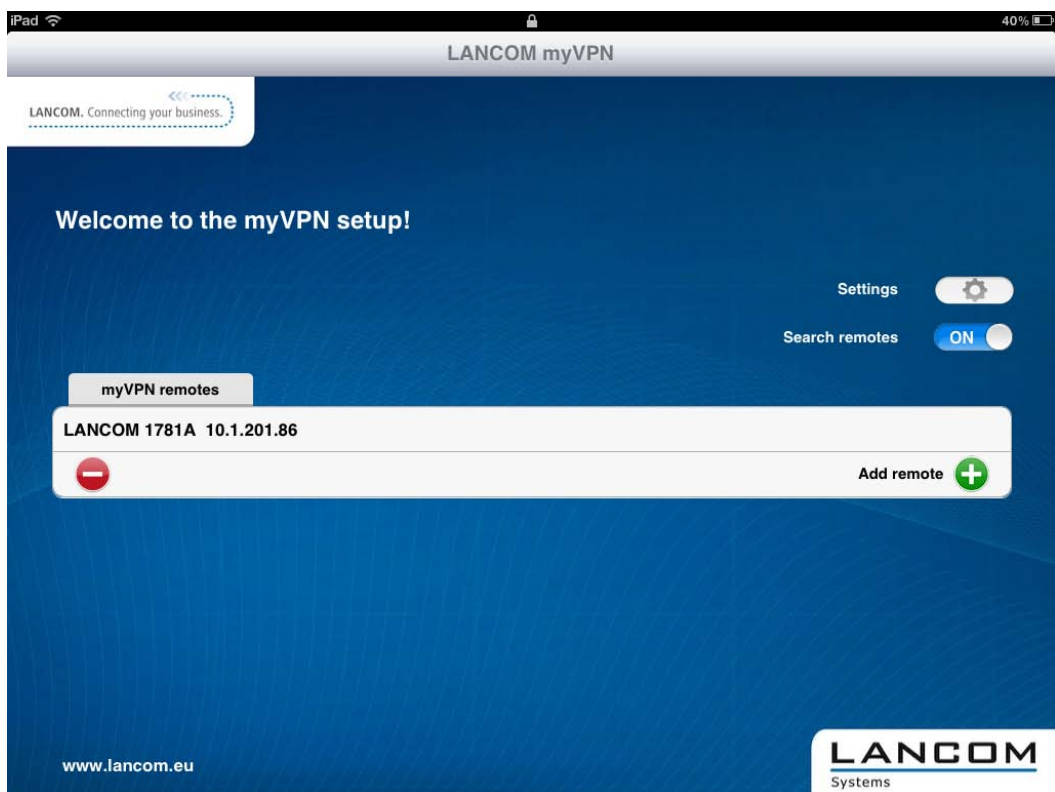 iPad 40%
LANCOM myVPN
LANCOM. Connecting your business.
Welcome to the myVPN setup!
Settings
Search remotes ON
myVPN remotes
LANCOM 1781A 10.1.201.86
Add remote
www.lancom.eu
LANCOM
Systems